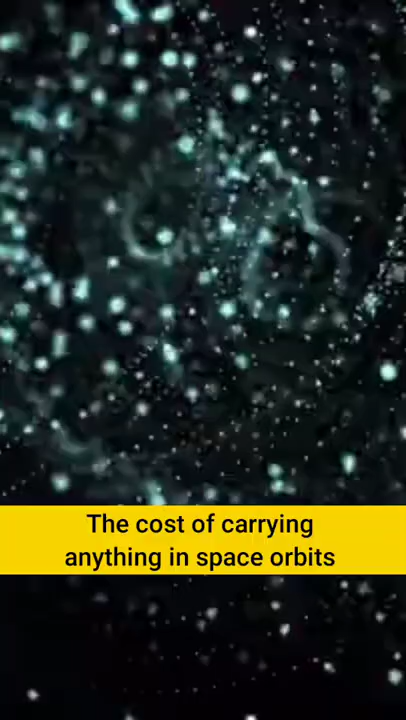 The cost of carrying
anything in space orbits